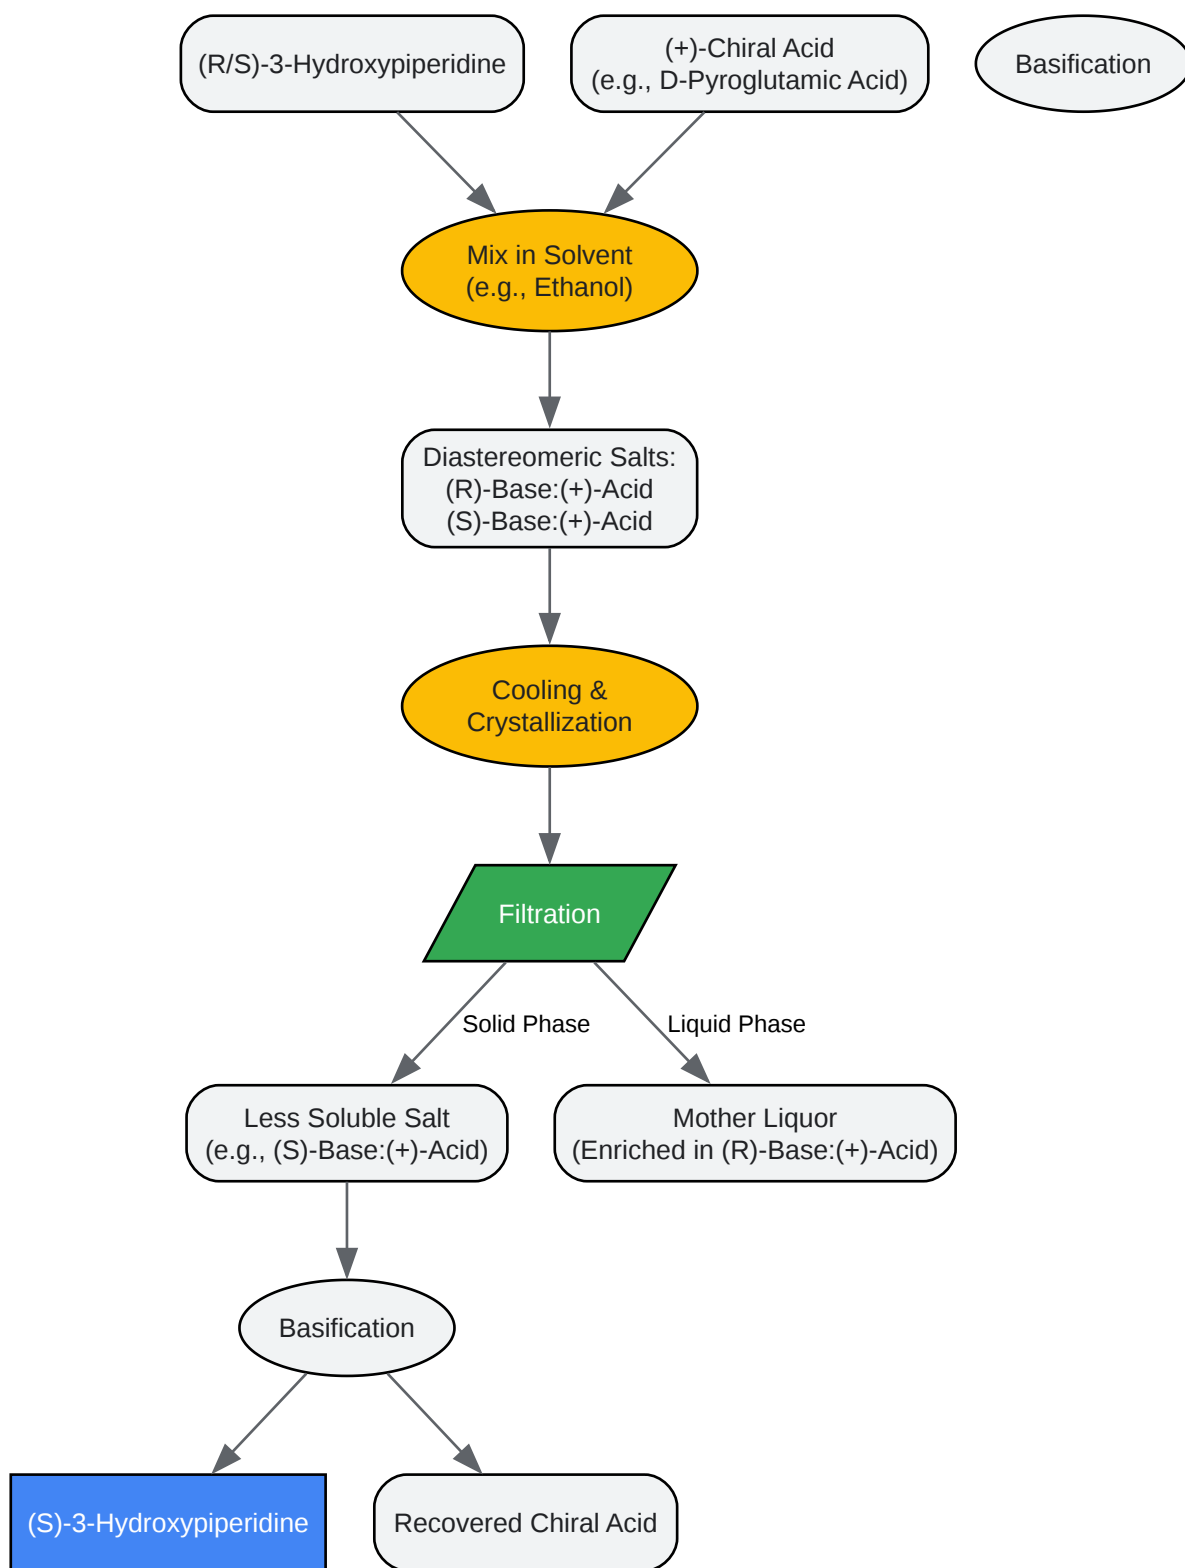 (R/S)-3-Hydroxypiperidine
(+)-Chiral Acid
(e.g., D-Pyroglutamic Acid)
Basification
Mix in Solvent
(e.g., Ethanol)
Diastereomeric Salts:
(R)-Base:(+)-Acid
(S)-Base:(+)-Acid
Cooling &
Crystallization
Filtration
Solid Phase
Liquid Phase
Less Soluble Salt
(e.g., (S)-Base:(+)-Acid)
Mother Liquor
(Enriched in (R)-Base:(+)-Acid)
Basification
(S)-3-Hydroxypiperidine
Recovered Chiral Acid